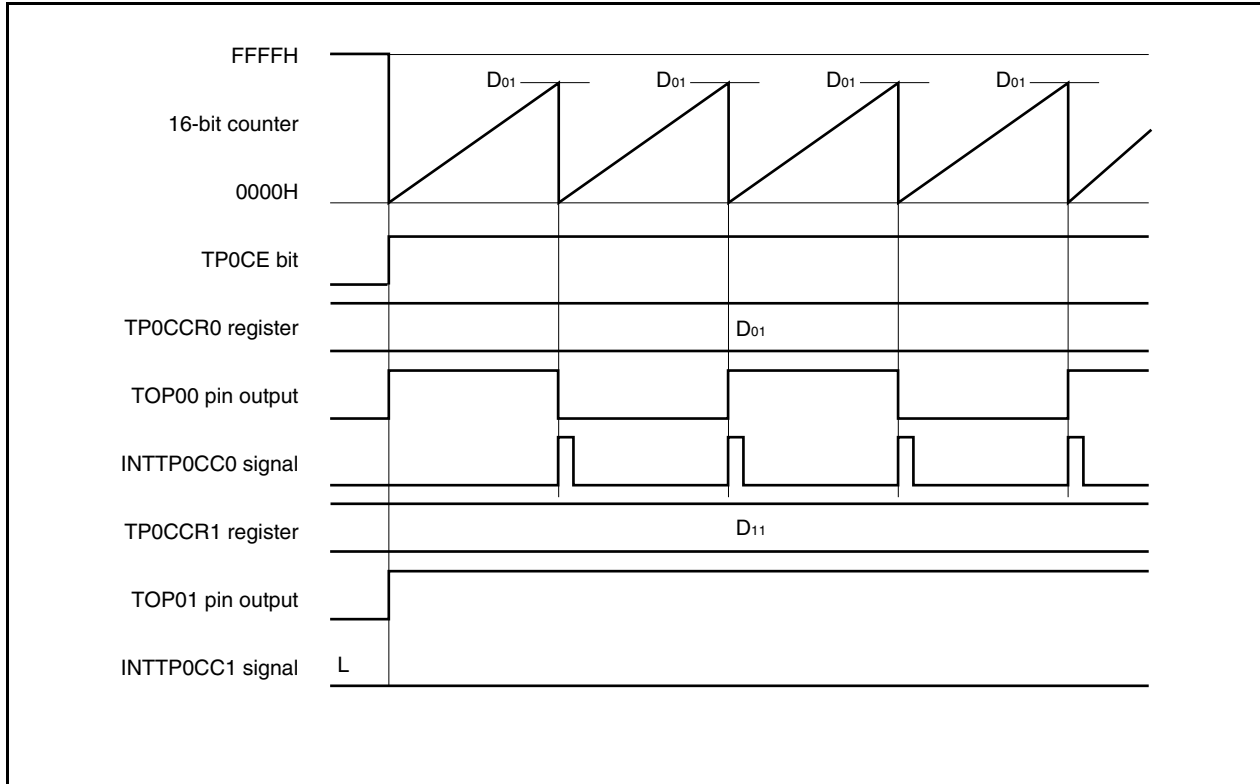 FFFFH
D01 D01 D01 D01
16-bit counter
0000H
TP0CE bit
TP0CCR0 register
D01
TOP00 pin output
INTTP0CC0 signal
TP0CCR1 register
D11
TOP01 pin output
INTTP0CC1 signal
L